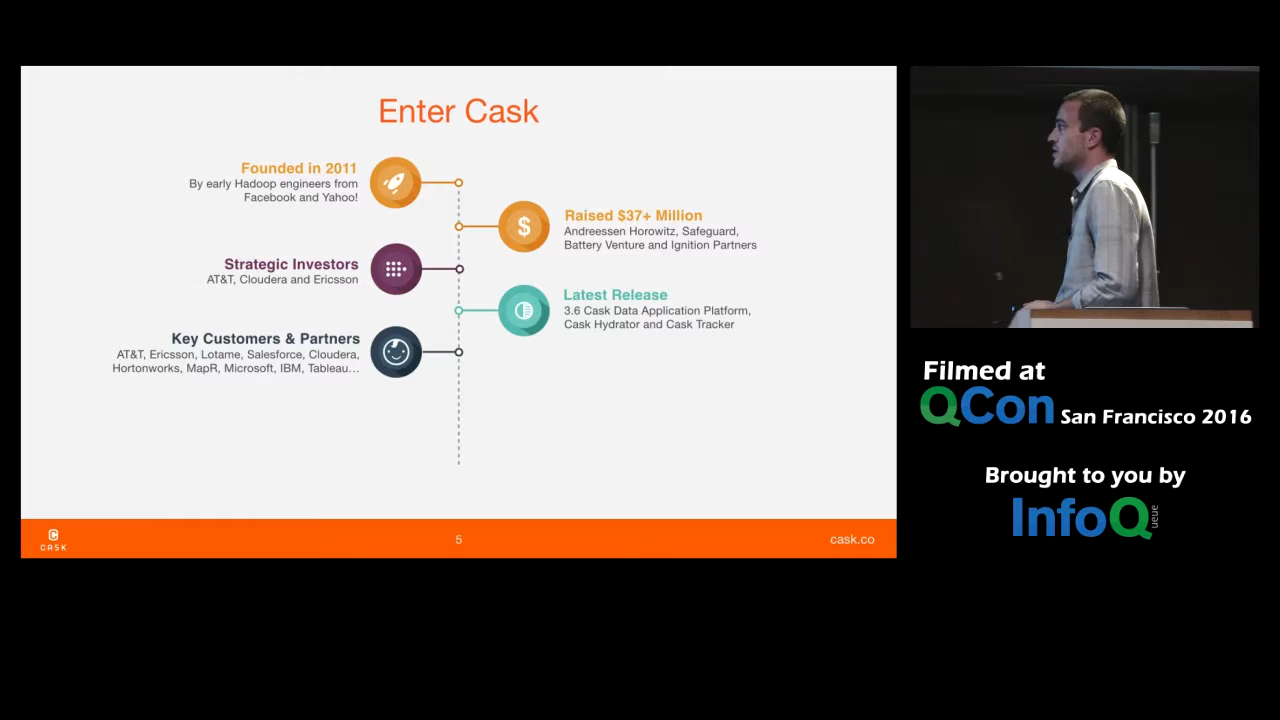 Enter Cask
Founded in 2011
By early Hadoop engineers from
Facebook and Yahoo!
Raised $37+ Million
Andreessen Horowitz, Safeguard,
Battery Venture and Ignition Partners
Strategic Investors
AT&T, Cloudera and Ericsson
Latest Release
3.6 Cask Data Application Platform,
Cask Hydrator and Cask Tracker
Key Customers & Partners
AT&T, Ericsson, Lotame, Salesforce, Cloudera,
Hortonworks, MapR, Microsoft, IBM, Tableau…
CASK
5
cask.co
Filmed at
QCon San Francisco 2016
Brought to you by
InfoQueue